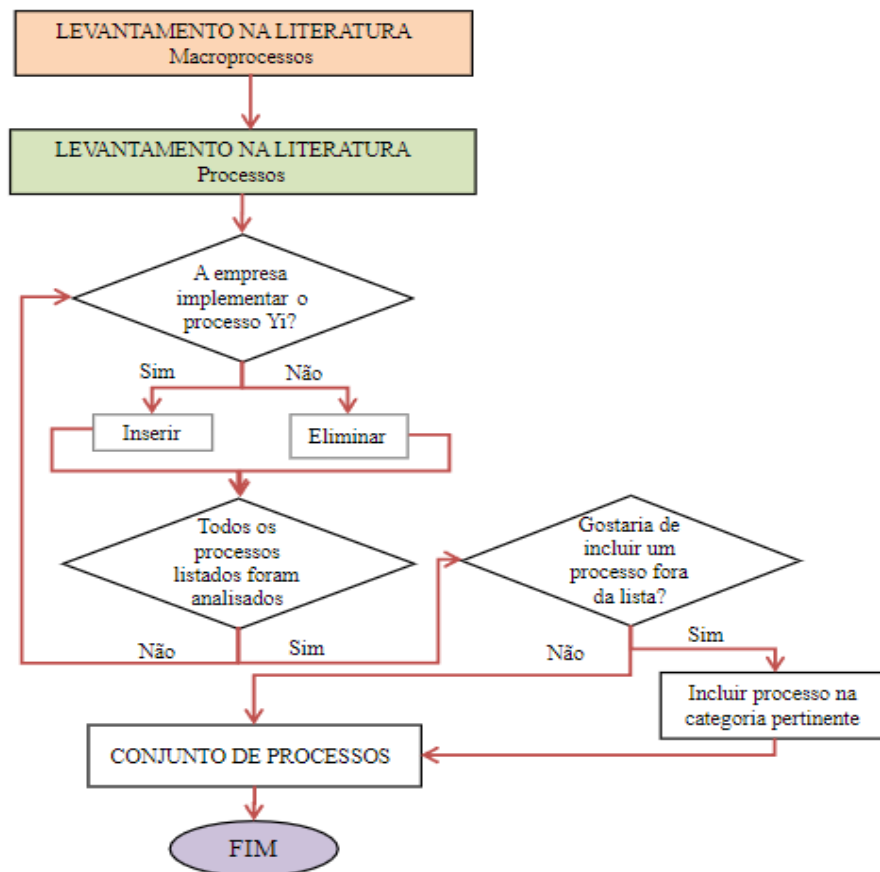 LEVANTAMENTO NA LITERATURA
Macroprocessos
LEVANTAMENTO NA LITERATURA
Processos
A empresa
implementar o
processo Yi?
Sim
Não
Inserir
Eliminar
Todos os
processos
listados foram
analisados
Gostaria de
incluir um
processo fora
da lista?
Não
Sim
Não
Sim
Incluir processo na
categoria pertinente
CONJUNTO DE PROCESSOS
FIM